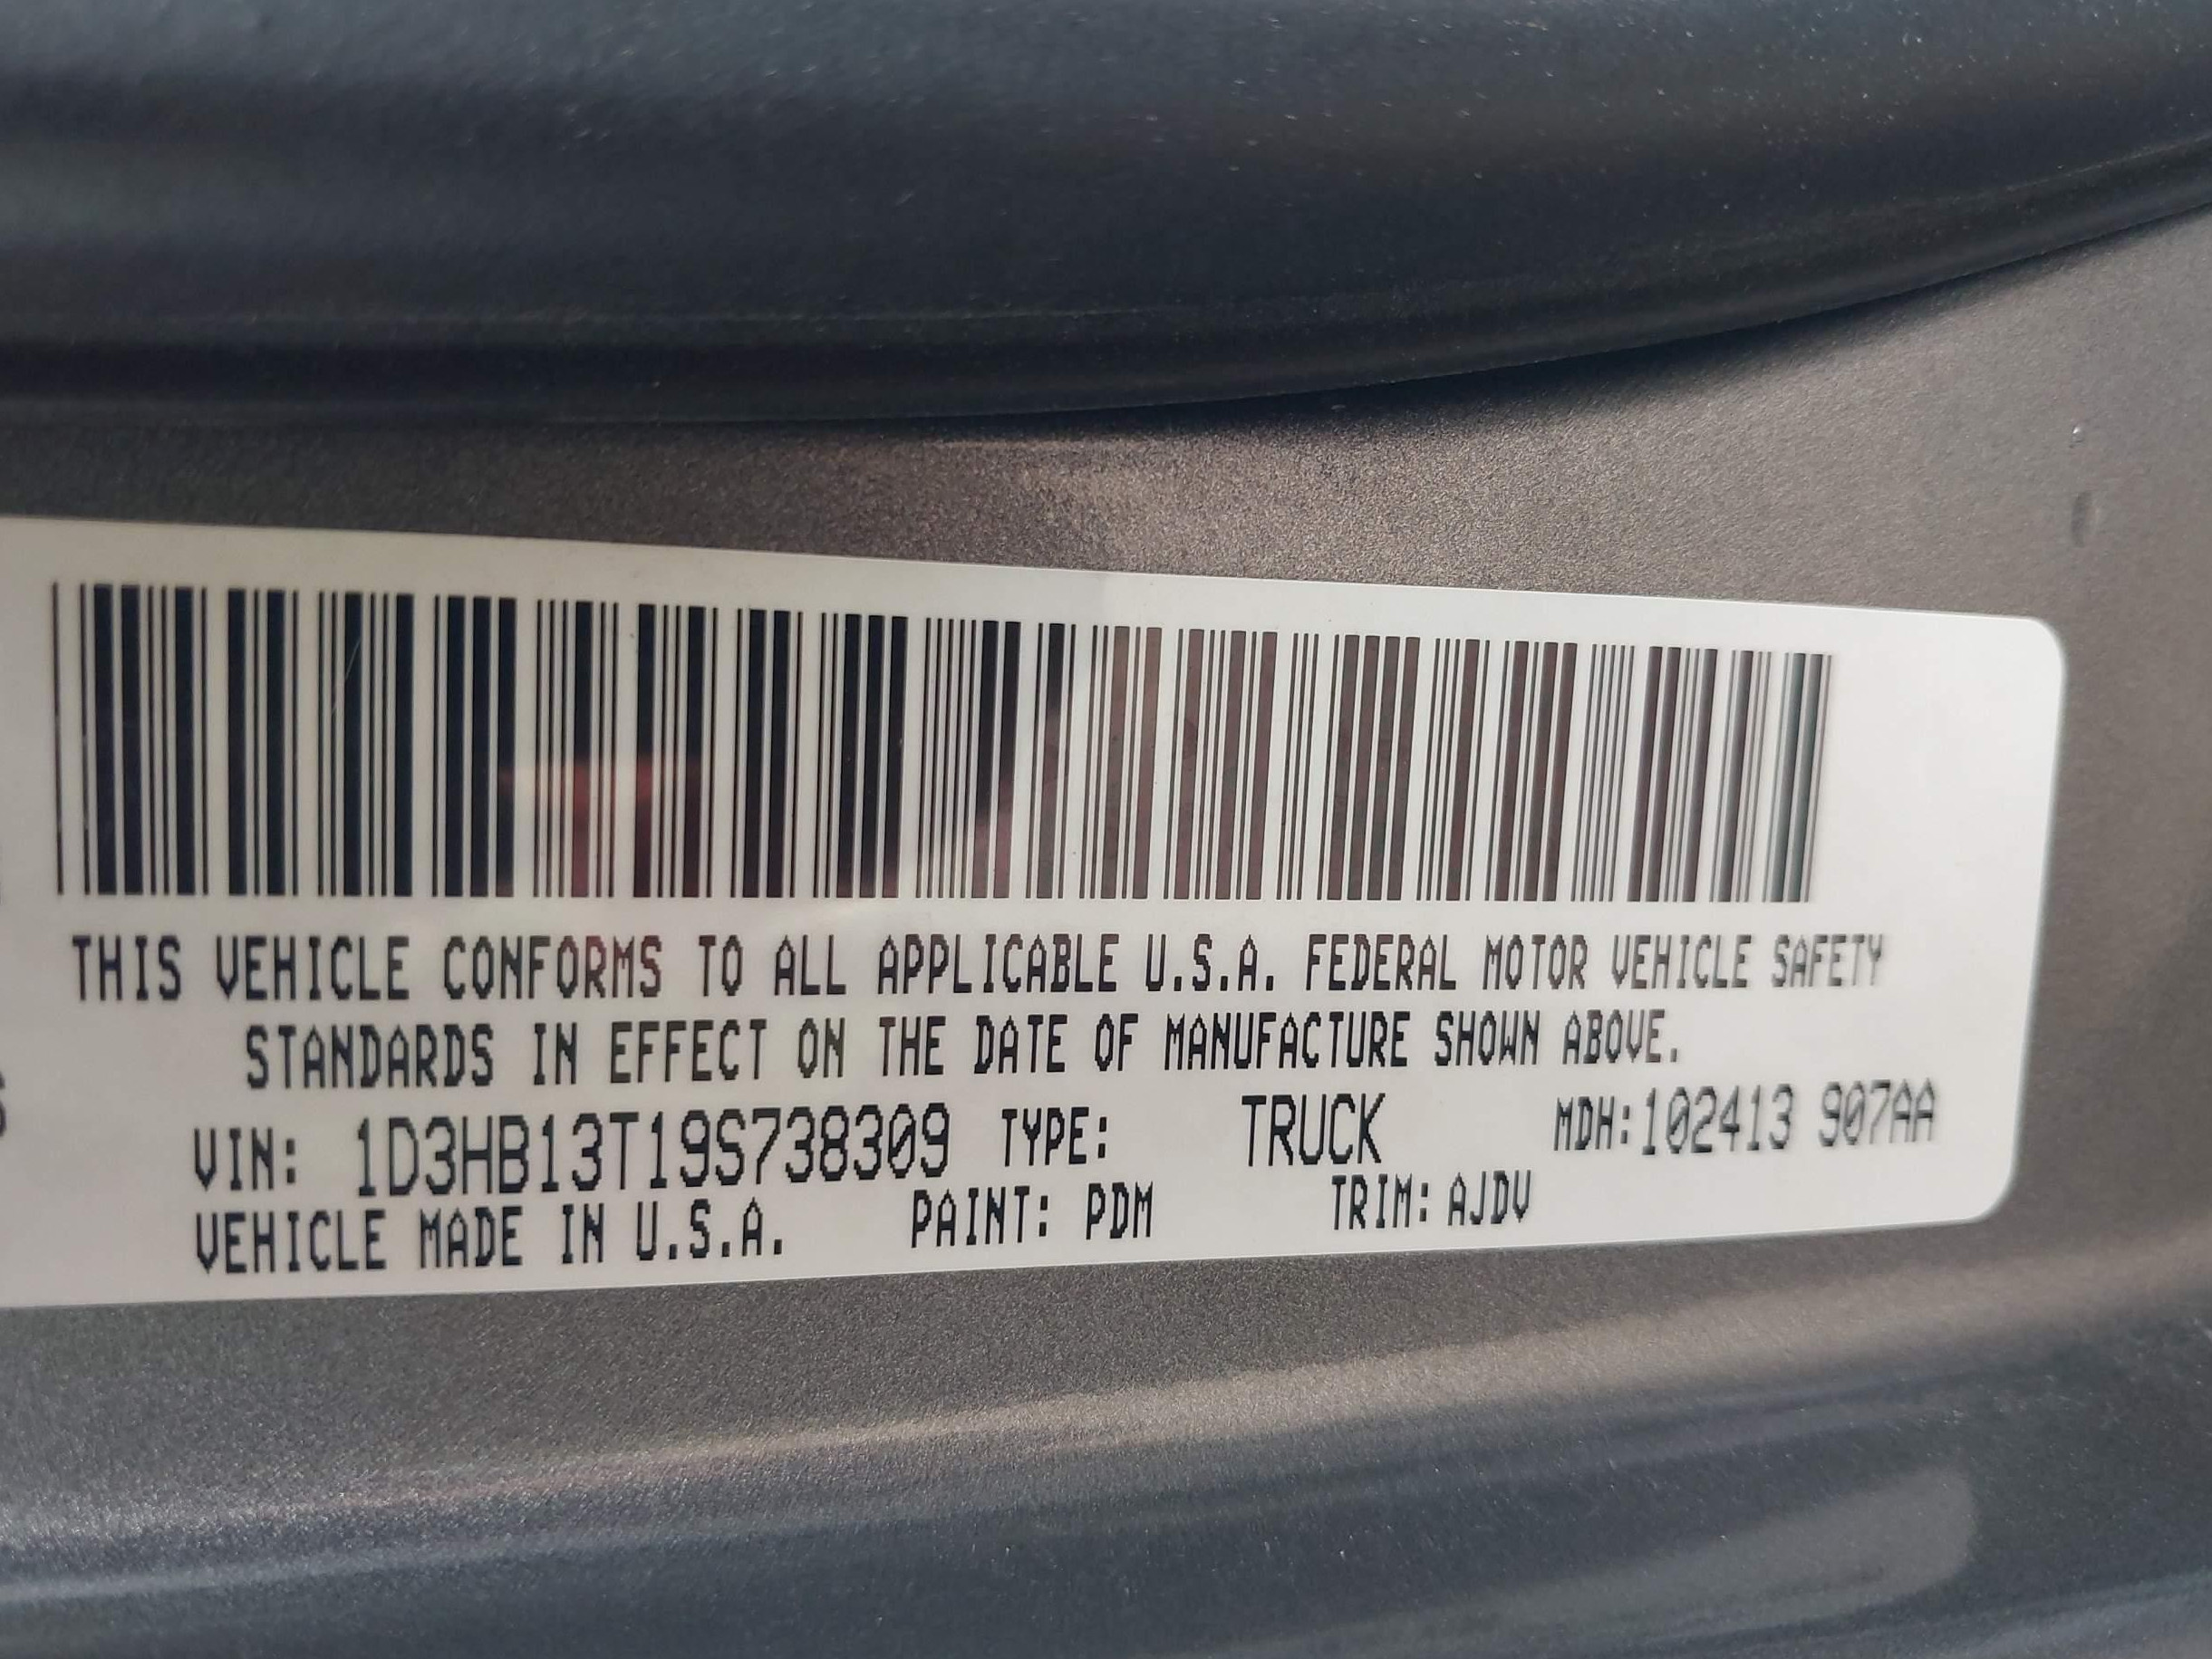 THIS VEHICLE CONFORMS TO ALL APPLICABLE U.S.A. FEDERAL MOTOR VEHICLE SAFETY
STANDARDS IN EFFECT ON THE DATE OF MANUFACTURE SHOWN ABOVE.
VIN: 1D3HB13T19S738309 TYPE: TRUCK MDH:102413 907AA
VEHICLE MADE IN U.S.A. PAINT: PDM TRIM: AJDV